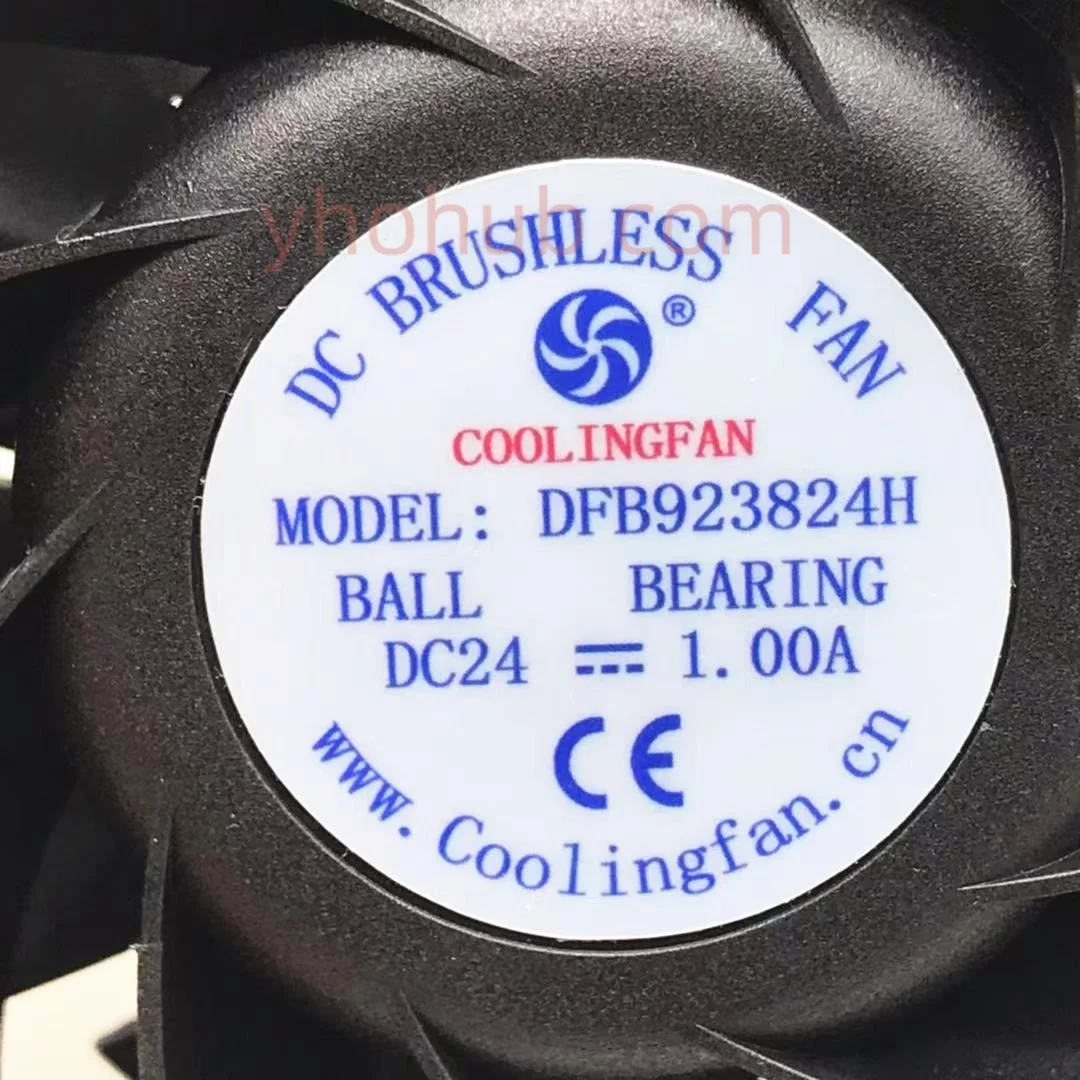 yhohub.com
DC BRUSHLESS FAN
®
COOLINGFAN
MODEL: DFB923824H
BALL BEARING
DC24 ⎓ 1.00A
CE
www.Coolingfan.cn